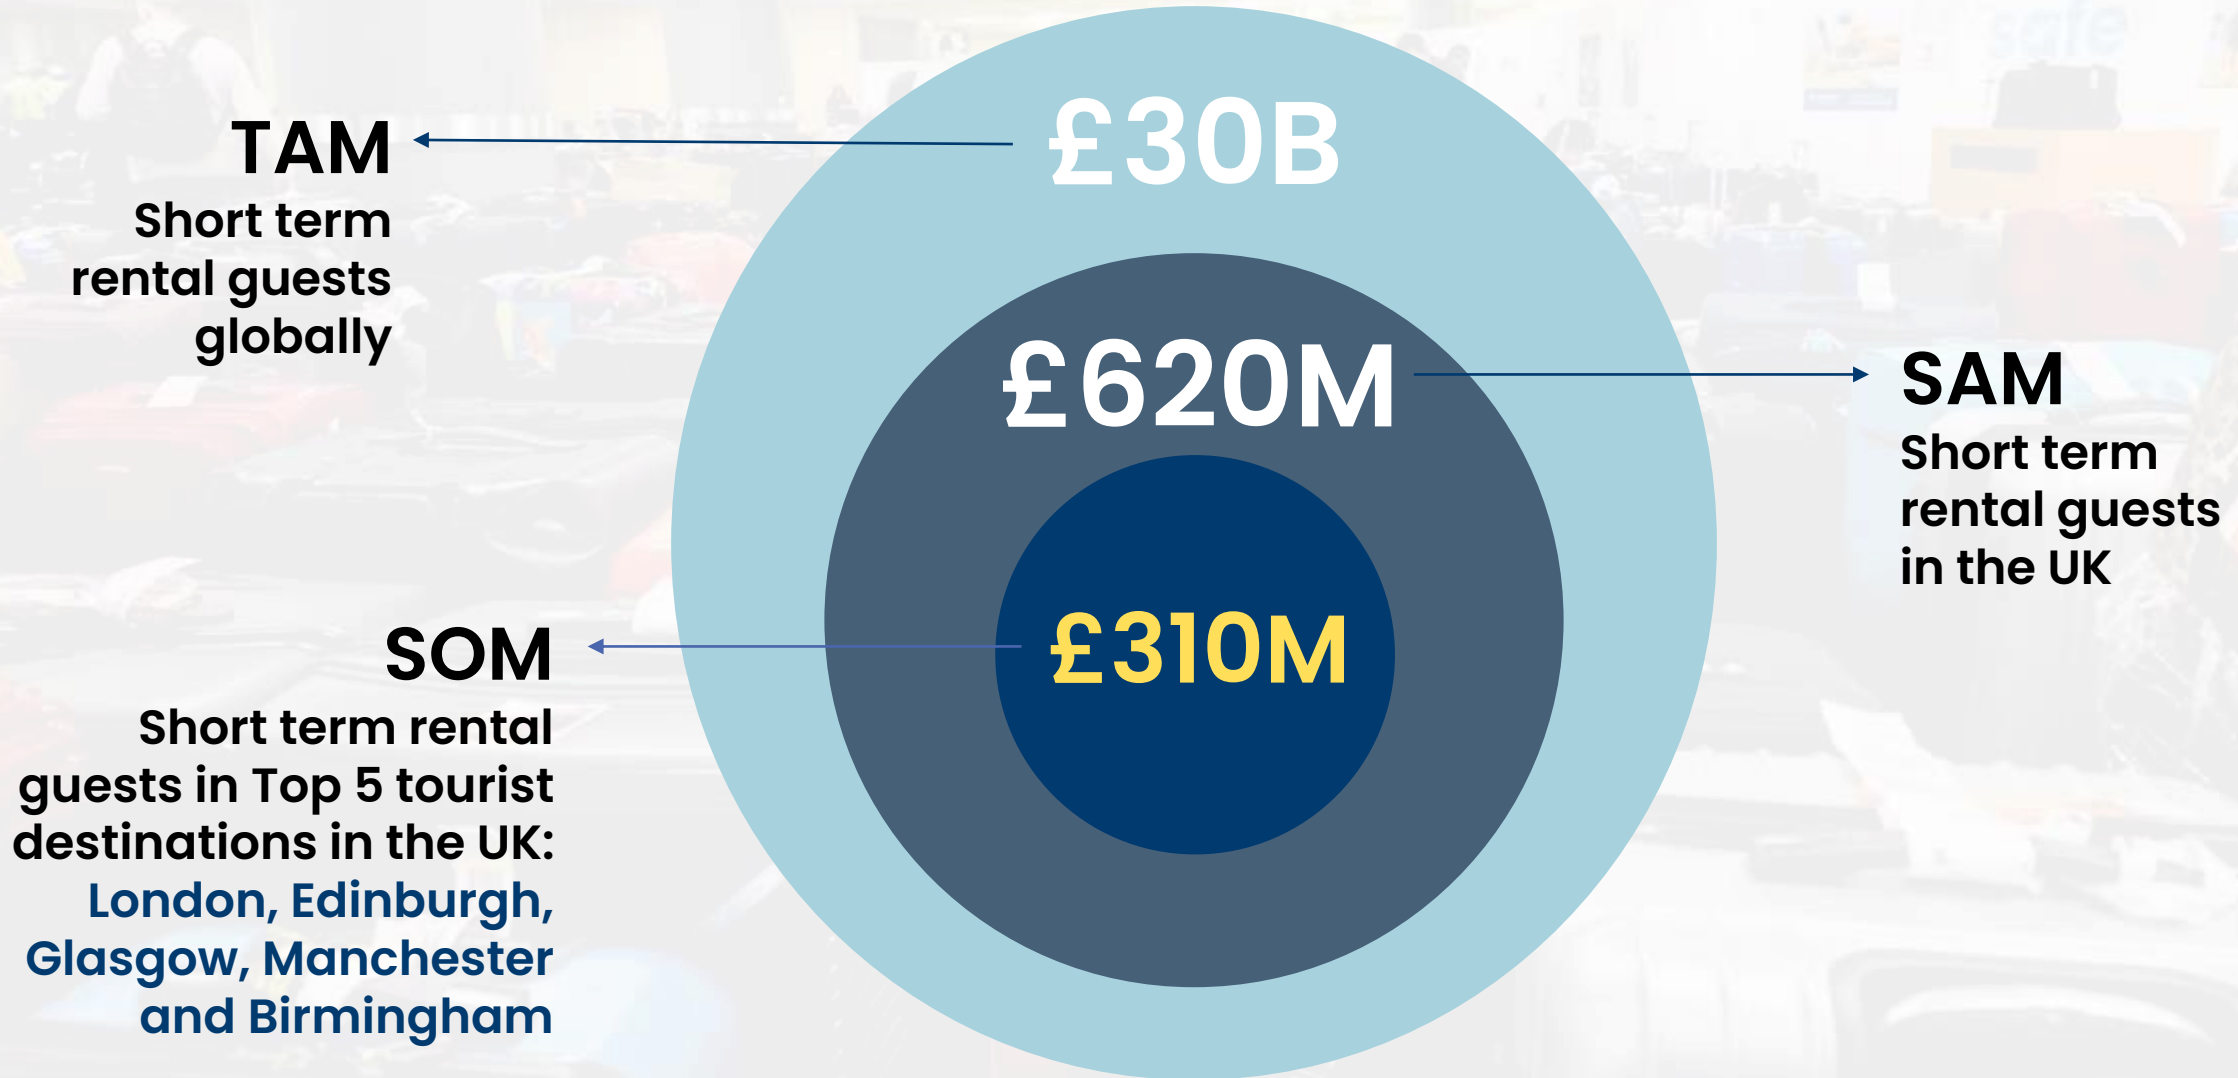 safe
£30B
TAM
Short term
rental guests
globally
£620M
SAM
Short term
rental guests
in the UK
£310M
SOM
Short term rental
guests in Top 5 tourist
destinations in the UK:
London, Edinburgh,
Glasgow, Manchester
and Birmingham